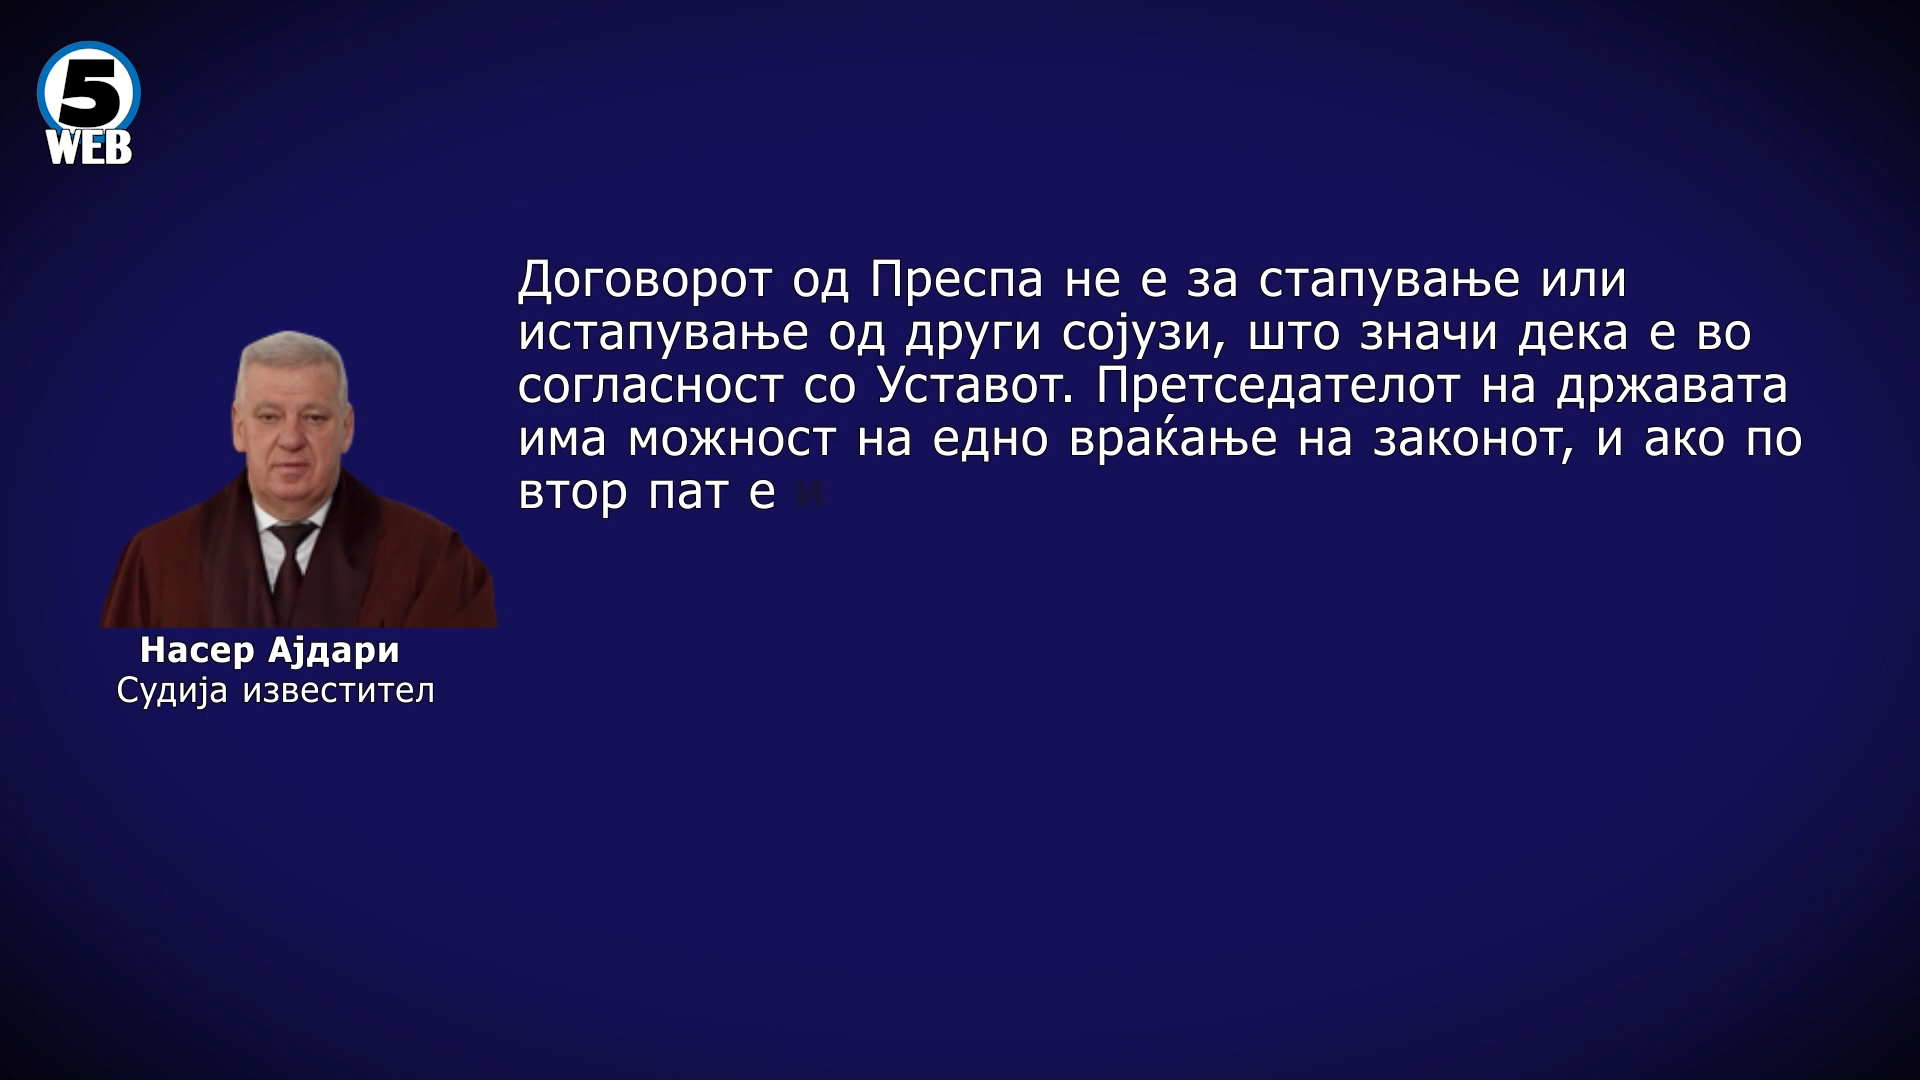 5
WEB
Договорот од Преспа не е за стапување или
истапување од други сојузи, што значи дека е во
согласност со Уставот. Претседателот на државата
има можност на едно враќање на законот, и ако по
втор пат е и
Насер Ајдари
Судија известител